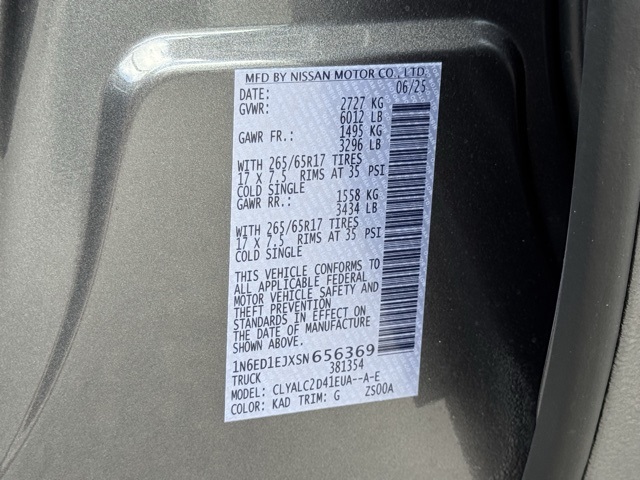 MFD BY NISSAN MOTOR CO., LTD.
DATE: 06/25
GVWR: 2727 KG
6012 LB
GAWR FR.: 1495 KG
3296 LB
WITH 265/65R17 TIRES
17 X 7.5 RIMS AT 35 PSI
COLD SINGLE
GAWR RR.: 1558 KG
3434 LB
WITH 265/65R17 TIRES
17 X 7.5 RIMS AT 35 PSI
COLD SINGLE
THIS VEHICLE CONFORMS TO
ALL APPLICABLE FEDERAL
MOTOR VEHICLE SAFETY AND
THEFT PREVENTION
STANDARDS IN EFFECT ON
THE DATE OF MANUFACTURE
SHOWN ABOVE.
1N6ED1EJXSN656369
TRUCK 381354
MODEL: CLYALC2D41EUA--A-E
COLOR: KAD TRIM: G ZS00A